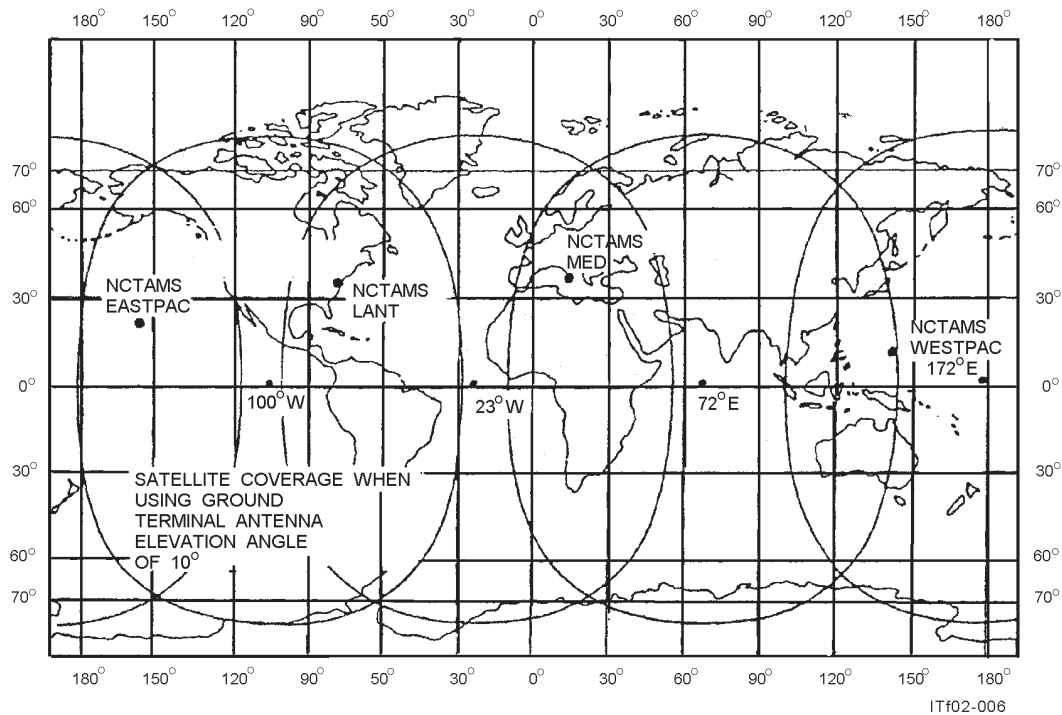 180° 150° 120° 90° 50° 30° 0° 30° 60° 90° 120° 150° 180°
70° 70°
60° 60°
NCTAMS
MED
NCTAMS
EASTPAC
NCTAMS
LANT
30° 30°
NCTAMS
WESTPAC
172°E
0° 0°
100°W 23°W 72°E
30° 30°
SATELLITE COVERAGE WHEN
USING GROUND
TERMINAL ANTENNA
ELEVATION ANGLE
OF 10°
60° 60°
70° 70°
180° 150° 120° 90° 50° 30° 0° 30° 60° 90° 120° 150° 180°
ITf02-006